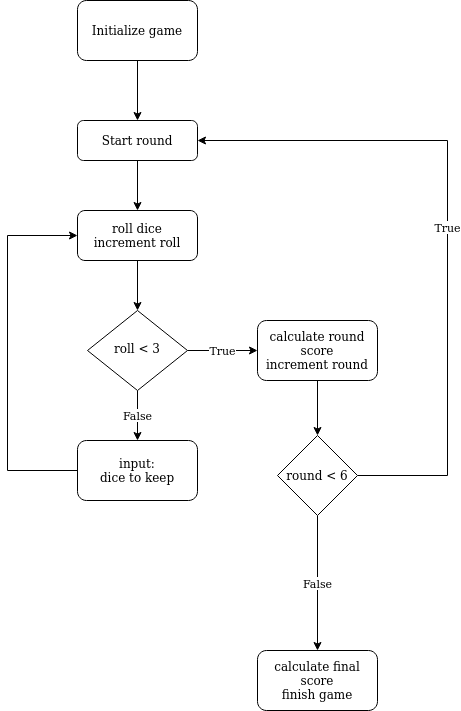 Initialize game
Start round
roll dice
increment roll
roll < 3
True
False
input:
dice to keep
calculate round
score
increment round
round < 6
True
False
calculate final
score
finish game